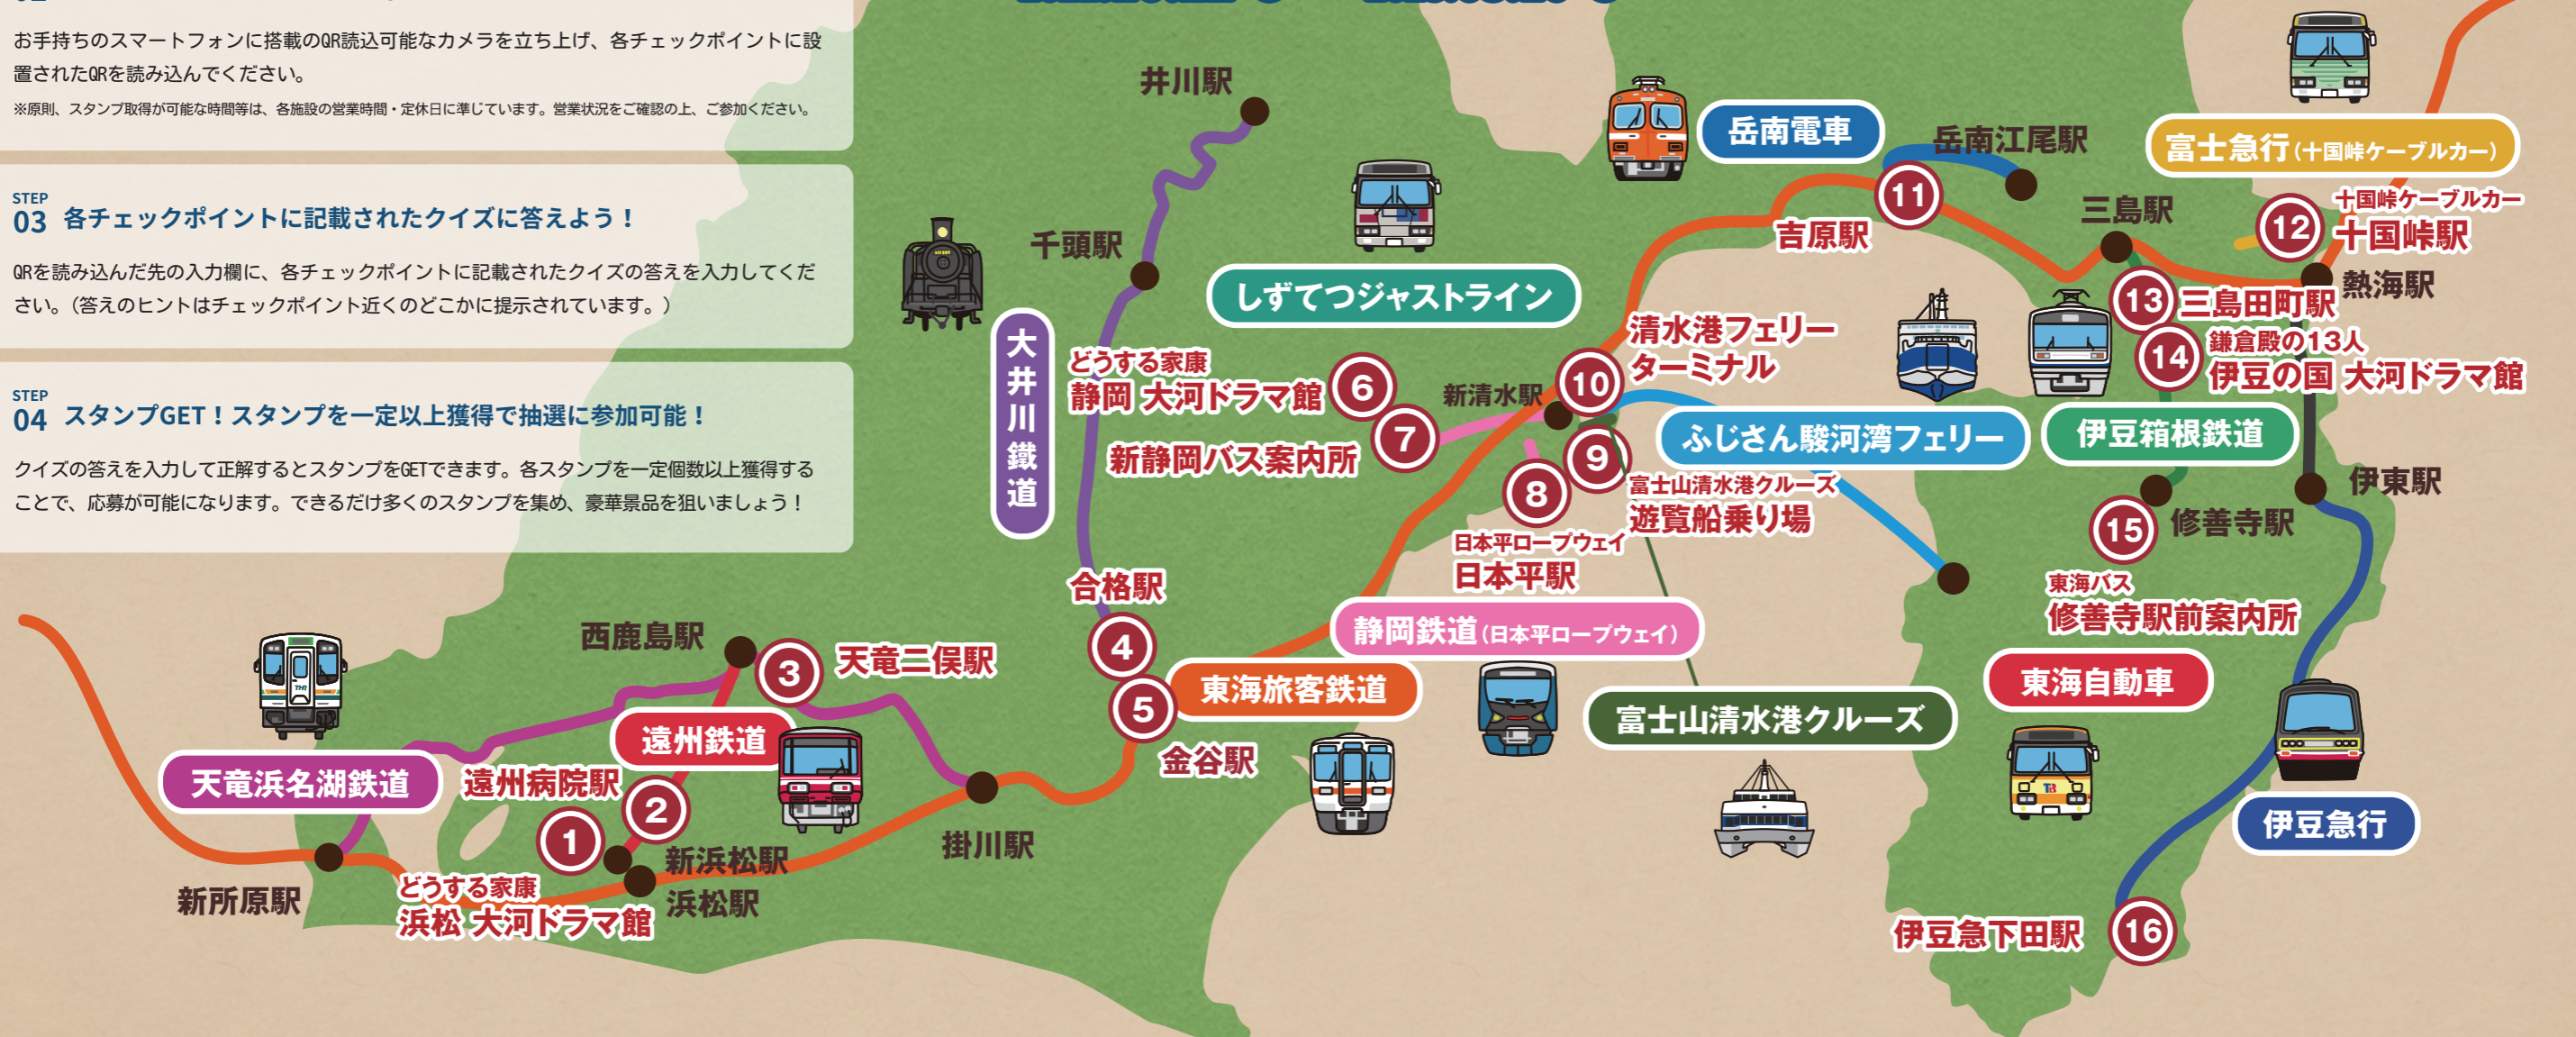 お手持ちのスマートフォンに搭載のQR読込可能なカメラを立ち上げ、各チェックポイントに設
置されたQRを読み込んでください。
※原則、スタンプ取得が可能な時間等は、各施設の営業時間・定休日に準じています。営業状況をご確認の上、ご参加ください。
STEP
03 各チェックポイントに記載されたクイズに答えよう！
QRを読み込んだ先の入力欄に、各チェックポイントに記載されたクイズの答えを入力してくだ
さい。（答えのヒントはチェックポイント近くのどこかに提示されています。）
STEP
04 スタンプGET！スタンプを一定以上獲得で抽選に参加可能！
クイズの答えを入力して正解するとスタンプをGETできます。各スタンプを一定個数以上獲得する
ことで、応募が可能になります。できるだけ多くのスタンプを集め、豪華景品を狙いましょう！
井川駅
千頭駅
大井川鐵道
しずてつジャストライン
岳南電車
岳南江尾駅
11
吉原駅
富士急行（十国峠ケーブルカー）
三島駅
12
十国峠ケーブルカー
十国峠駅
熱海駅
13
三島田町駅
14
鎌倉殿の13人
伊豆の国 大河ドラマ館
伊豆箱根鉄道
どうする家康
静岡 大河ドラマ館
6
7
新静岡バス案内所
新清水駅
10
清水港フェリー
ターミナル
ふじさん駿河湾フェリー
9
富士山清水港クルーズ
遊覧船乗り場
8
日本平ロープウェイ
日本平駅
静岡鉄道（日本平ロープウェイ）
伊東駅
修善寺駅
15
東海バス
修善寺駅前案内所
東海自動車
富士山清水港クルーズ
伊豆急行
伊豆急下田駅
16
合格駅
4
5
東海旅客鉄道
金谷駅
西鹿島駅
3
天竜二俣駅
遠州鉄道
THR
天竜浜名湖鉄道
遠州病院駅
2
1
新浜松駅
浜松駅
掛川駅
新所原駅
どうする家康
浜松 大河ドラマ館
TB